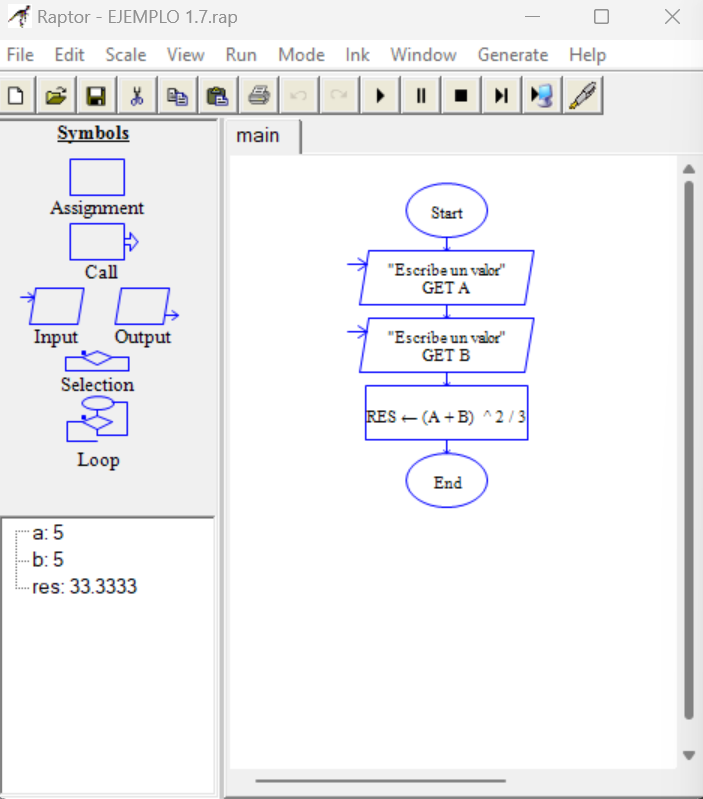 Raptor - EJEMPLO 1.7.rap
File Edit Scale View Run Mode Ink Window Generate Help
Symbols
Assignment
Call
Input Output
Selection
Loop
a: 5
b: 5
res: 33.3333
main
Start
"Escribe un valor"
GET A
"Escribe un valor"
GET B
RES ← (A + B) ^ 2 / 3
End